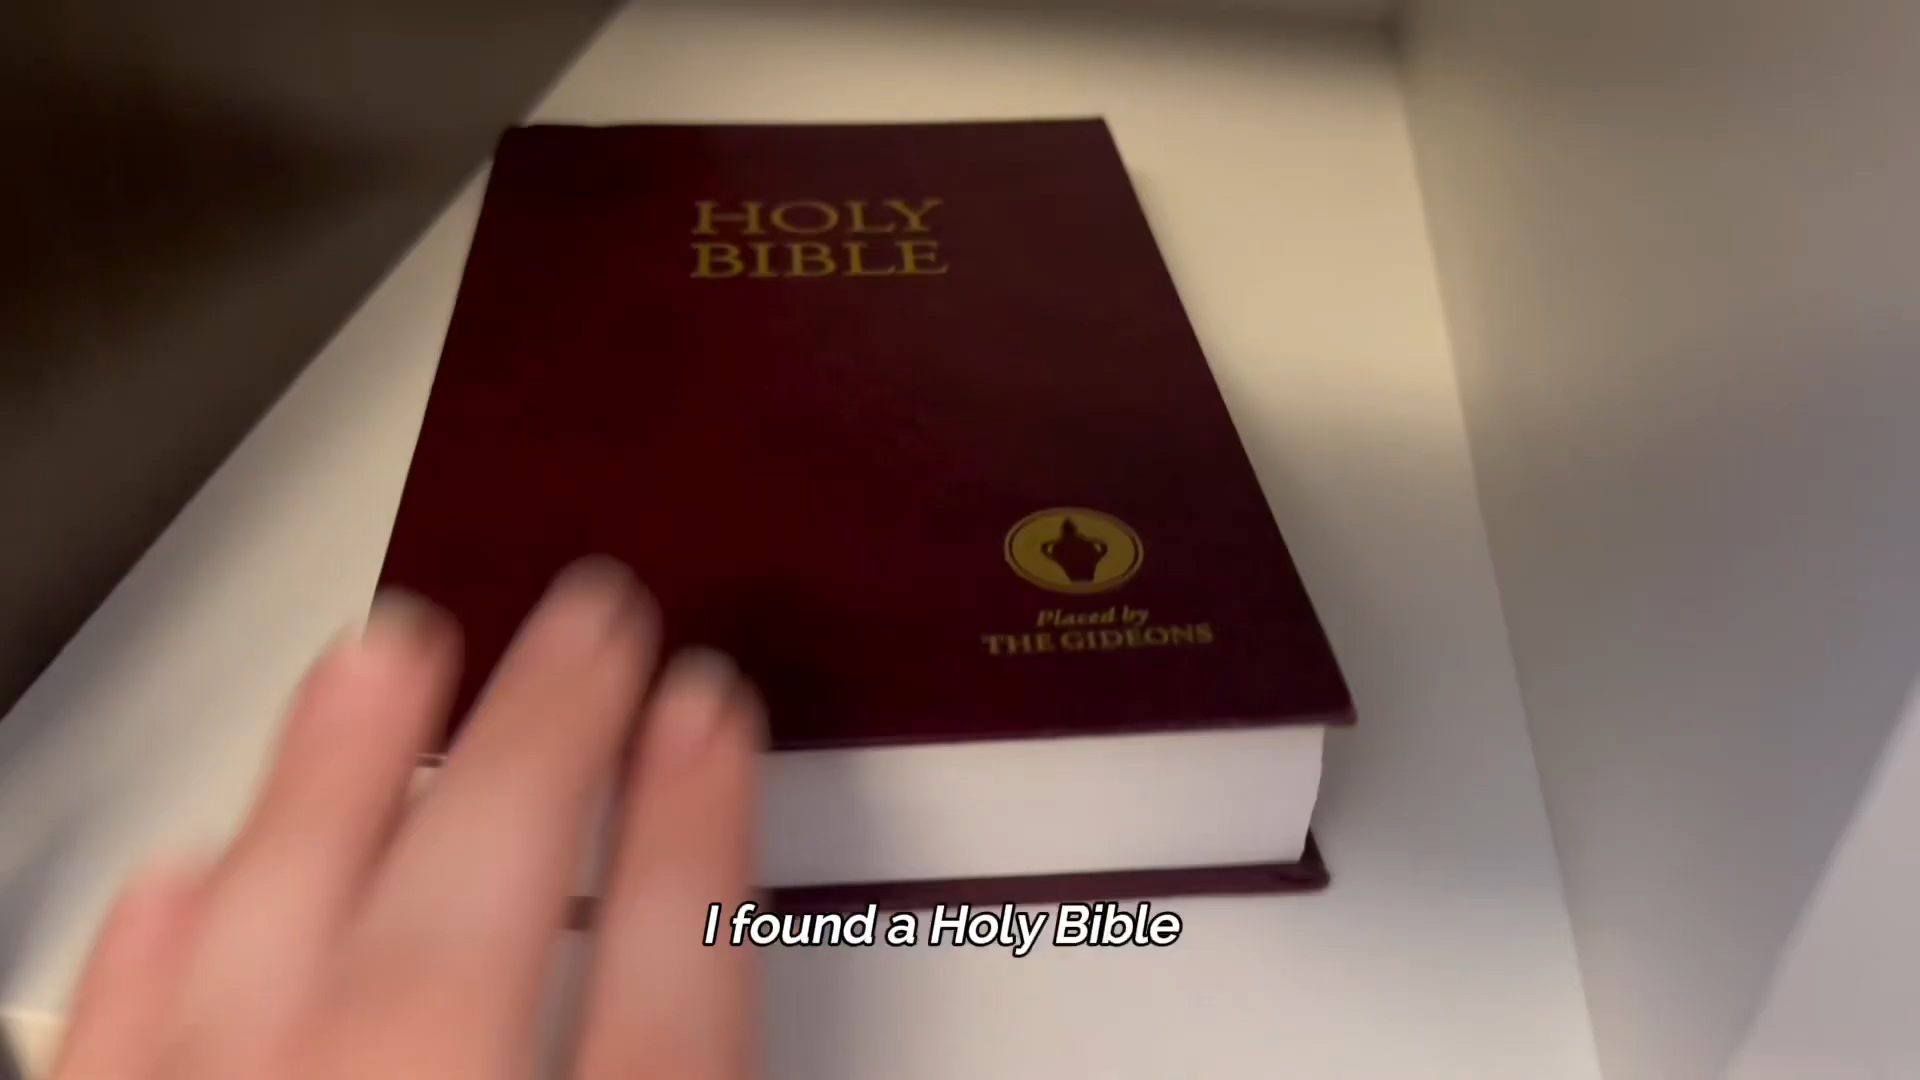 HOLY
BIBLE
Placed by
THE GIDEONS
I found a Holy Bible